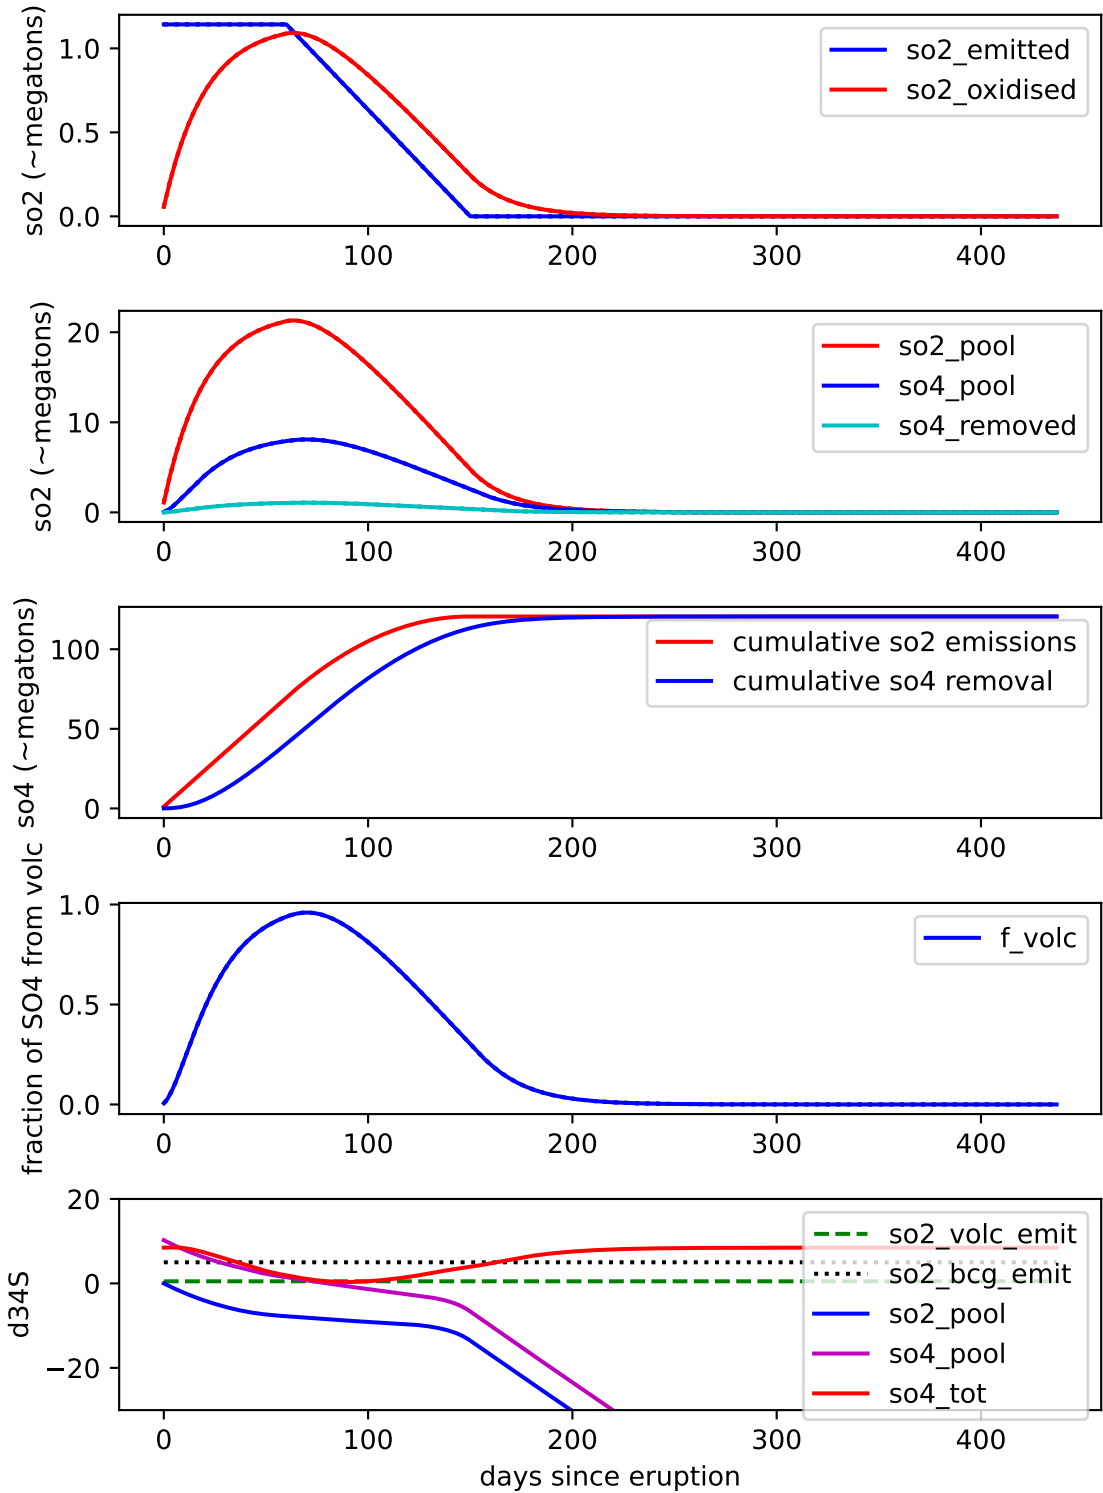 so2 (~megatons)
1.0
0.5
0.0
so2_emitted
so2_oxidised
0 100 200 300 400
so2 (~megatons)
20
10
0
so2_pool
so4_pool
so4_removed
0 100 200 300 400
so4 (~megatons)
100
50
0
cumulative so2 emissions
cumulative so4 removal
0 100 200 300 400
fraction of SO4 from volc
1.0
0.5
0.0
f_volc
0 100 200 300 400
d34S
20
0
−20
so2_volc_emit
so2_bcg_emit
so2_pool
so4_pool
so4_tot
0 100 200 300 400
days since eruption